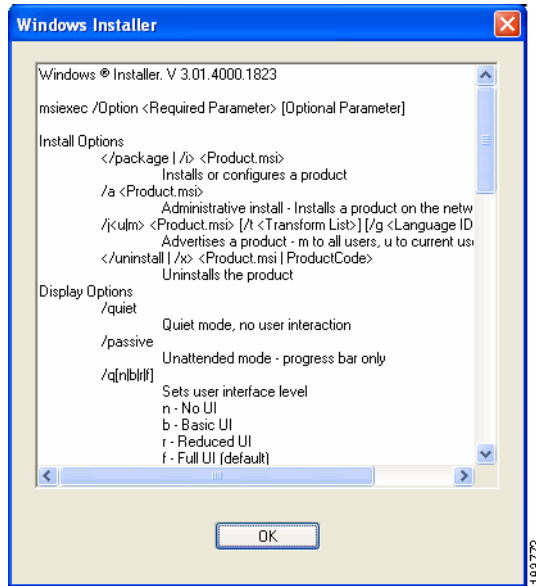 Windows Installer
Windows ® Installer. V 3.01.4000.1823
msiexec /Option <Required Parameter> [Optional Parameter]
Install Options
</package | /i> <Product.msi>
Installs or configures a product
/a <Product.msi>
Administrative install - Installs a product on the netw
/j<u|m> <Product.msi> [/t <Transform List>] [/g <Language ID
Advertises a product - m to all users, u to current us
</uninstall | /x> <Product.msi | ProductCode>
Uninstalls the product
Display Options
/quiet
Quiet mode, no user interaction
/passive
Unattended mode - progress bar only
/q[n|b|r|f]
Sets user interface level
n - No UI
b - Basic UI
r - Reduced UI
f - Full UI (default)
OK